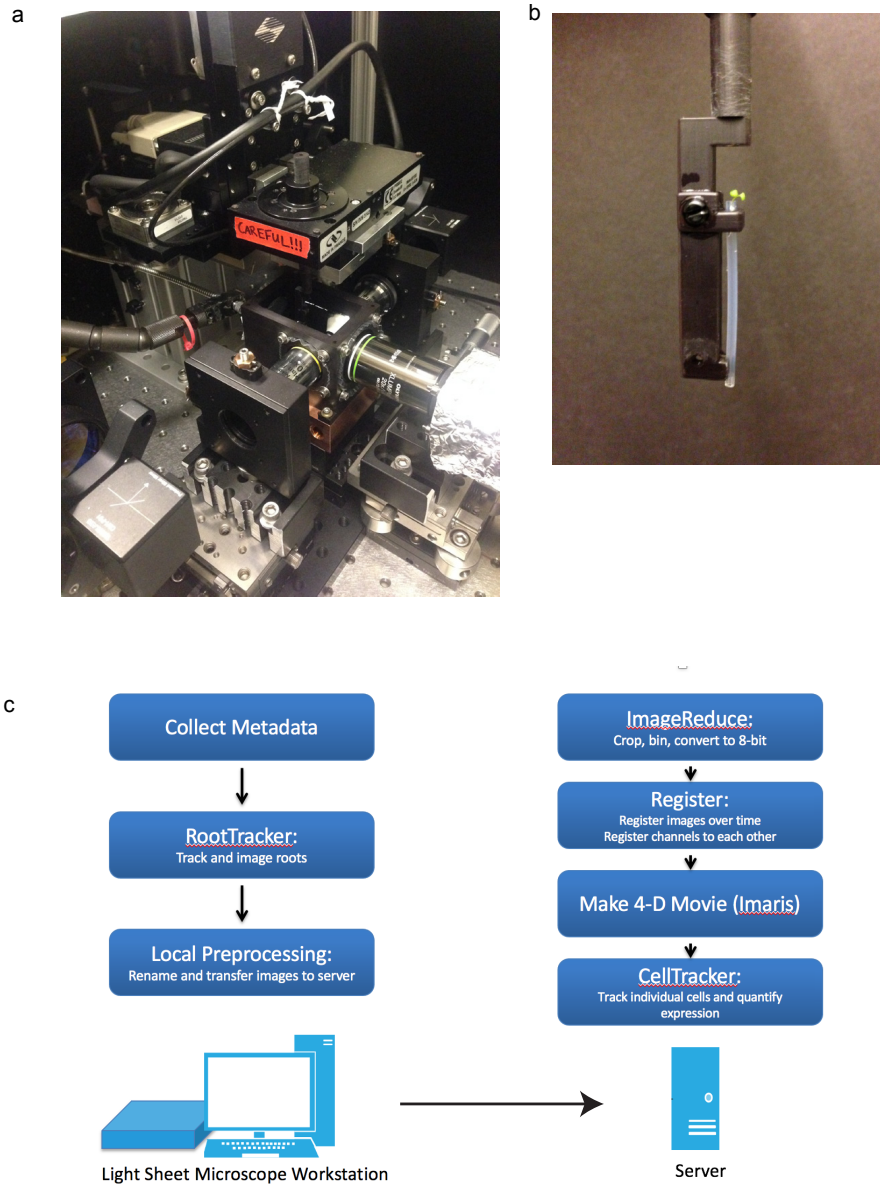 a
b
CAREFUL!!!
c
Collect Metadata
RootTracker:
Track and image roots
Local Preprocessing:
Rename and transfer images to server
Light Sheet Microscope Workstation
ImageReduce:
Crop, bin, convert to 8-bit
Register:
Register images over time
Register channels to each other
Make 4-D Movie (Imaris)
CellTracker:
Track individual cells and quantify
expression
Server